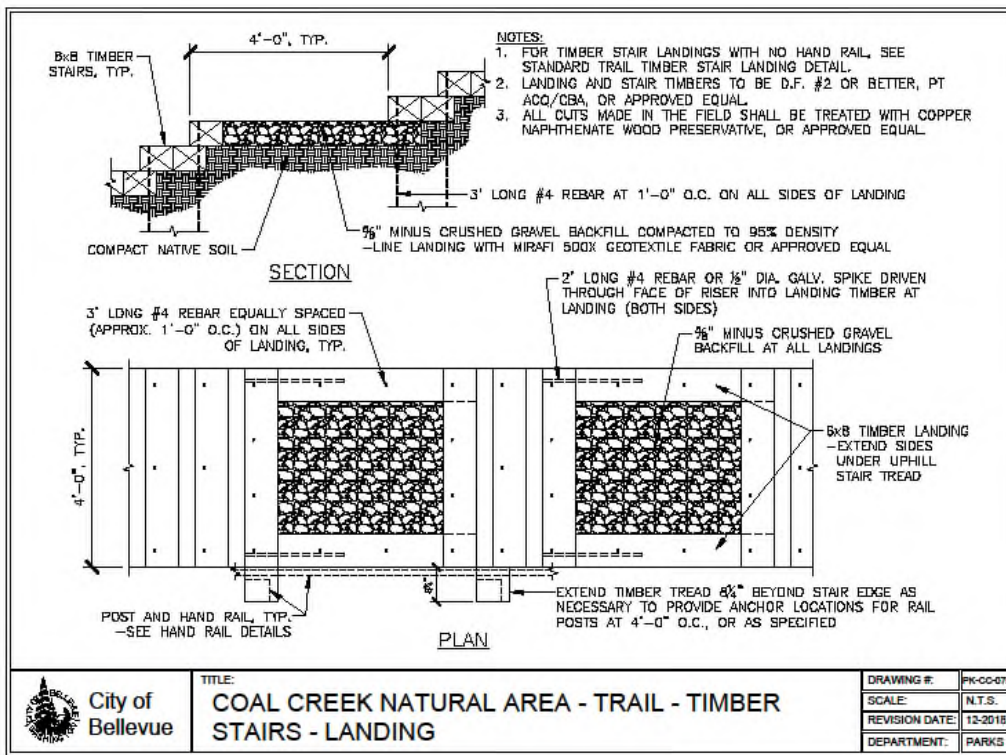 4'-0", TYP.
6x8 TIMBER
STAIRS, TYP.
NOTES:
1. FOR TIMBER STAIR LANDINGS WITH NO HAND RAIL, SEE
STANDARD TRAIL TIMBER STAIR LANDING DETAIL.
2. LANDING AND STAIR TIMBERS TO BE D.F. #2 OR BETTER, PT
ACQ/CBA, OR APPROVED EQUAL.
3. ALL CUTS MADE IN THE FIELD SHALL BE TREATED WITH COPPER
NAPHTHENATE WOOD PRESERVATIVE, OR APPROVED EQUAL
3' LONG #4 REBAR AT 1'-0" O.C. ON ALL SIDES OF LANDING
COMPACT NATIVE SOIL
⅝" MINUS CRUSHED GRAVEL BACKFILL COMPACTED TO 95% DENSITY
-LINE LANDING WITH MIRAFI 500X GEOTEXTILE FABRIC OR APPROVED EQUAL
SECTION
3' LONG #4 REBAR EQUALLY SPACED
(APPROX. 1'-0" O.C.) ON ALL SIDES
OF LANDING, TYP.
2' LONG #4 REBAR OR ½" DIA. GALV. SPIKE DRIVEN
THROUGH FACE OF RISER INTO LANDING TIMBER AT
LANDING (BOTH SIDES)
⅝" MINUS CRUSHED GRAVEL
BACKFILL AT ALL LANDINGS
4'-0", TYP.
6x8 TIMBER LANDING
-EXTEND SIDES
UNDER UPHILL
STAIR TREAD
POST AND HAND RAIL, TYP.
-SEE HAND RAIL DETAILS
EXTEND TIMBER TREAD 8¼" BEYOND STAIR EDGE AS
NECESSARY TO PROVIDE ANCHOR LOCATIONS FOR RAIL
POSTS AT 4'-0" O.C., OR AS SPECIFIED
PLAN
City of
Bellevue
TITLE:
COAL CREEK NATURAL AREA - TRAIL - TIMBER
STAIRS - LANDING
DRAWING #: PK-CC-07
SCALE: N.T.S.
REVISION DATE: 12-2018
DEPARTMENT: PARKS